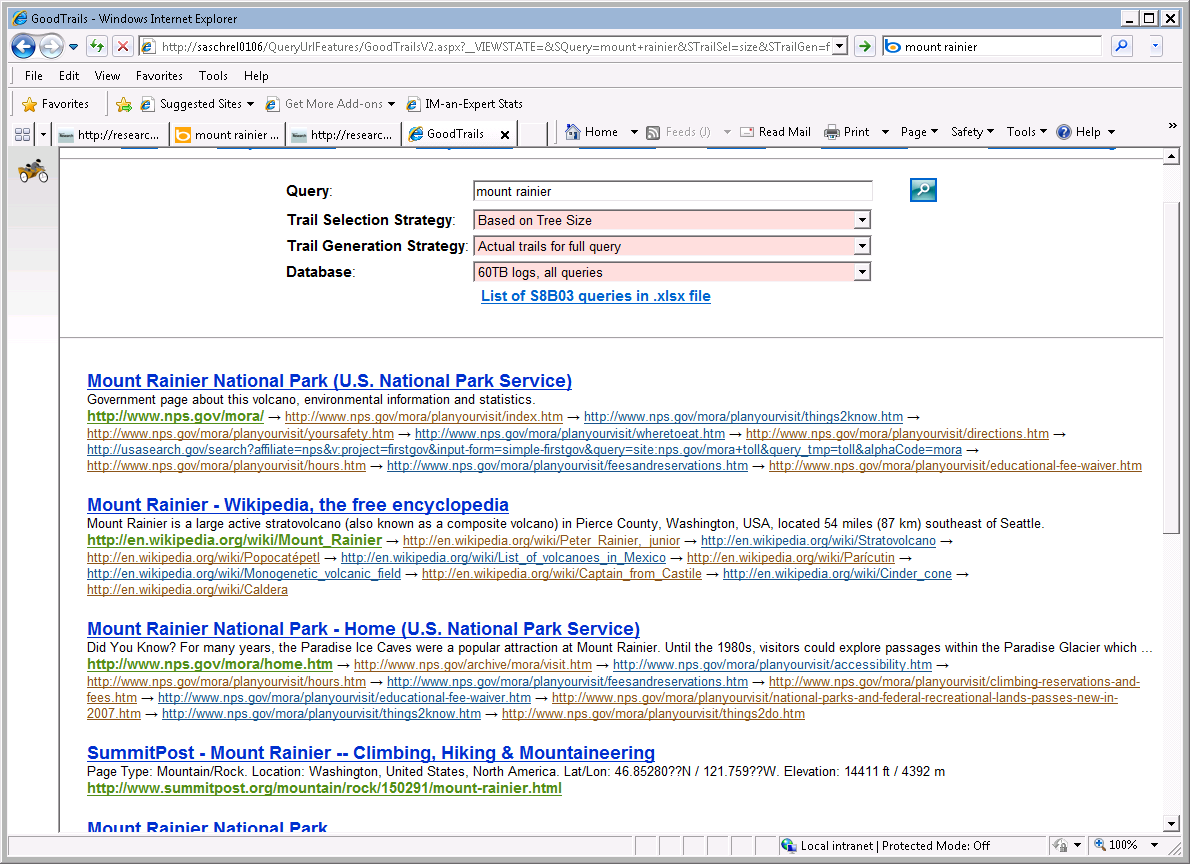 GoodTrails - Windows Internet Explorer
http://saschrel0106/QueryUrlFeatures/GoodTrailsV2.aspx?__VIEWSTATE=&SQuery=mount+rainier&STrailSel=size&STrailGen=f mount rainier
File Edit View Favorites Tools Help
Favorites Suggested Sites Get More Add-ons IM-an-Expert Stats
http://researc... mount rainier ... http://researc... GoodTrails Home Feeds (J) Read Mail Print Page Safety Tools Help
Query: mount rainier
Trail Selection Strategy: Based on Tree Size
Trail Generation Strategy: Actual trails for full query
Database: 60TB logs, all queries
List of S8B03 queries in .xlsx file
Mount Rainier National Park (U.S. National Park Service)
Government page about this volcano, environmental information and statistics.
http://www.nps.gov/mora/ → http://www.nps.gov/mora/planyourvisit/index.htm → http://www.nps.gov/mora/planyourvisit/things2know.htm →
http://www.nps.gov/mora/planyourvisit/yoursafety.htm → http://www.nps.gov/mora/planyourvisit/wheretoeat.htm → http://www.nps.gov/mora/planyourvisit/directions.htm →
http://usasearch.gov/search?affiliate=nps&v:project=firstgov&input-form=simple-firstgov&query=site:nps.gov/mora+toll&query_tmp=toll&alphaCode=mora →
http://www.nps.gov/mora/planyourvisit/hours.htm → http://www.nps.gov/mora/planyourvisit/feesandreservations.htm → http://www.nps.gov/mora/planyourvisit/educational-fee-waiver.htm
Mount Rainier - Wikipedia, the free encyclopedia
Mount Rainier is a large active stratovolcano (also known as a composite volcano) in Pierce County, Washington, USA, located 54 miles (87 km) southeast of Seattle.
http://en.wikipedia.org/wiki/Mount_Rainier → http://en.wikipedia.org/wiki/Peter_Rainier,_junior → http://en.wikipedia.org/wiki/Stratovolcano →
http://en.wikipedia.org/wiki/Popocatépetl → http://en.wikipedia.org/wiki/List_of_volcanoes_in_Mexico → http://en.wikipedia.org/wiki/Parícutin →
http://en.wikipedia.org/wiki/Monogenetic_volcanic_field → http://en.wikipedia.org/wiki/Captain_from_Castile → http://en.wikipedia.org/wiki/Cinder_cone →
http://en.wikipedia.org/wiki/Caldera
Mount Rainier National Park - Home (U.S. National Park Service)
Did You Know? For many years, the Paradise Ice Caves were a popular attraction at Mount Rainier. Until the 1980s, visitors could explore passages within the Paradise Glacier which ...
http://www.nps.gov/mora/home.htm → http://www.nps.gov/archive/mora/visit.htm → http://www.nps.gov/mora/planyourvisit/accessibility.htm →
http://www.nps.gov/mora/planyourvisit/hours.htm → http://www.nps.gov/mora/planyourvisit/feesandreservations.htm → http://www.nps.gov/mora/planyourvisit/climbing-reservations-and-
fees.htm → http://www.nps.gov/mora/planyourvisit/educational-fee-waiver.htm → http://www.nps.gov/mora/planyourvisit/national-parks-and-federal-recreational-lands-passes-new-in-
2007.htm → http://www.nps.gov/mora/planyourvisit/things2know.htm → http://www.nps.gov/mora/planyourvisit/things2do.htm
SummitPost - Mount Rainier -- Climbing, Hiking & Mountaineering
Page Type: Mountain/Rock. Location: Washington, United States, North America. Lat/Lon: 46.85280??N / 121.759??W. Elevation: 14411 ft / 4392 m
http://www.summitpost.org/mountain/rock/150291/mount-rainier.html
Mount Rainier National Park
Local intranet | Protected Mode: Off 100%